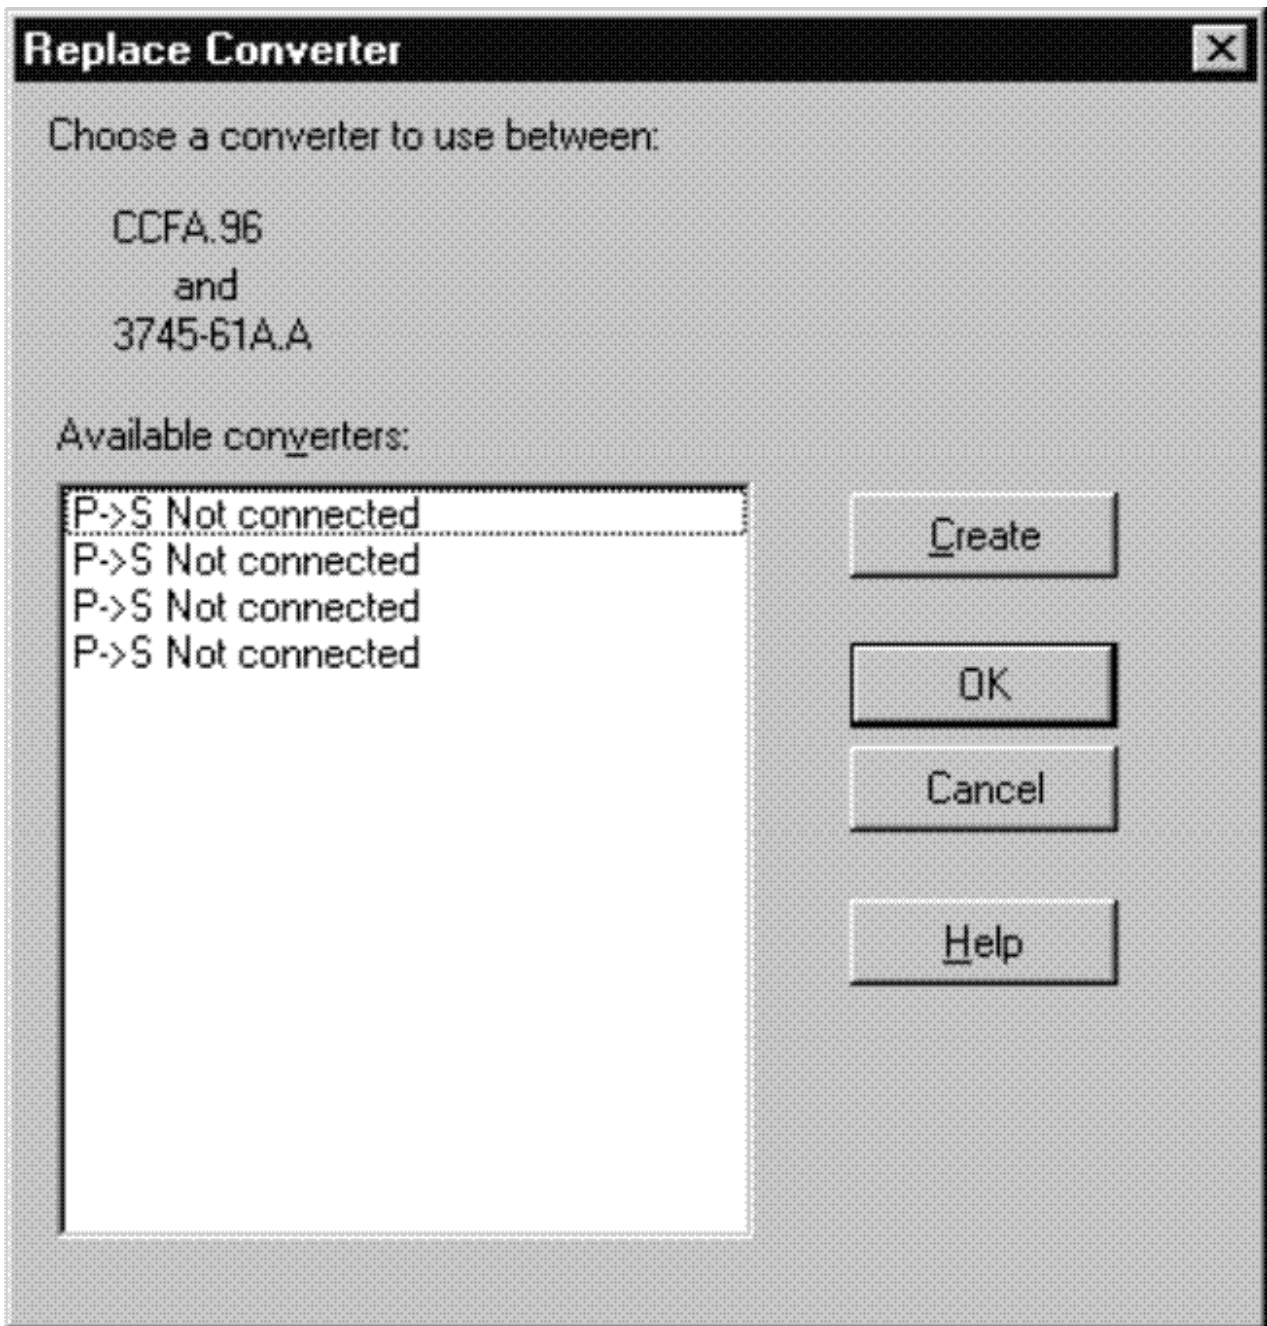 Replace Converter
Choose a converter to use between:
CCFA.96
and
3745-61A.A
Available converters:
P->S Not connected
P->S Not connected
P->S Not connected
P->S Not connected
Create
OK
Cancel
Help